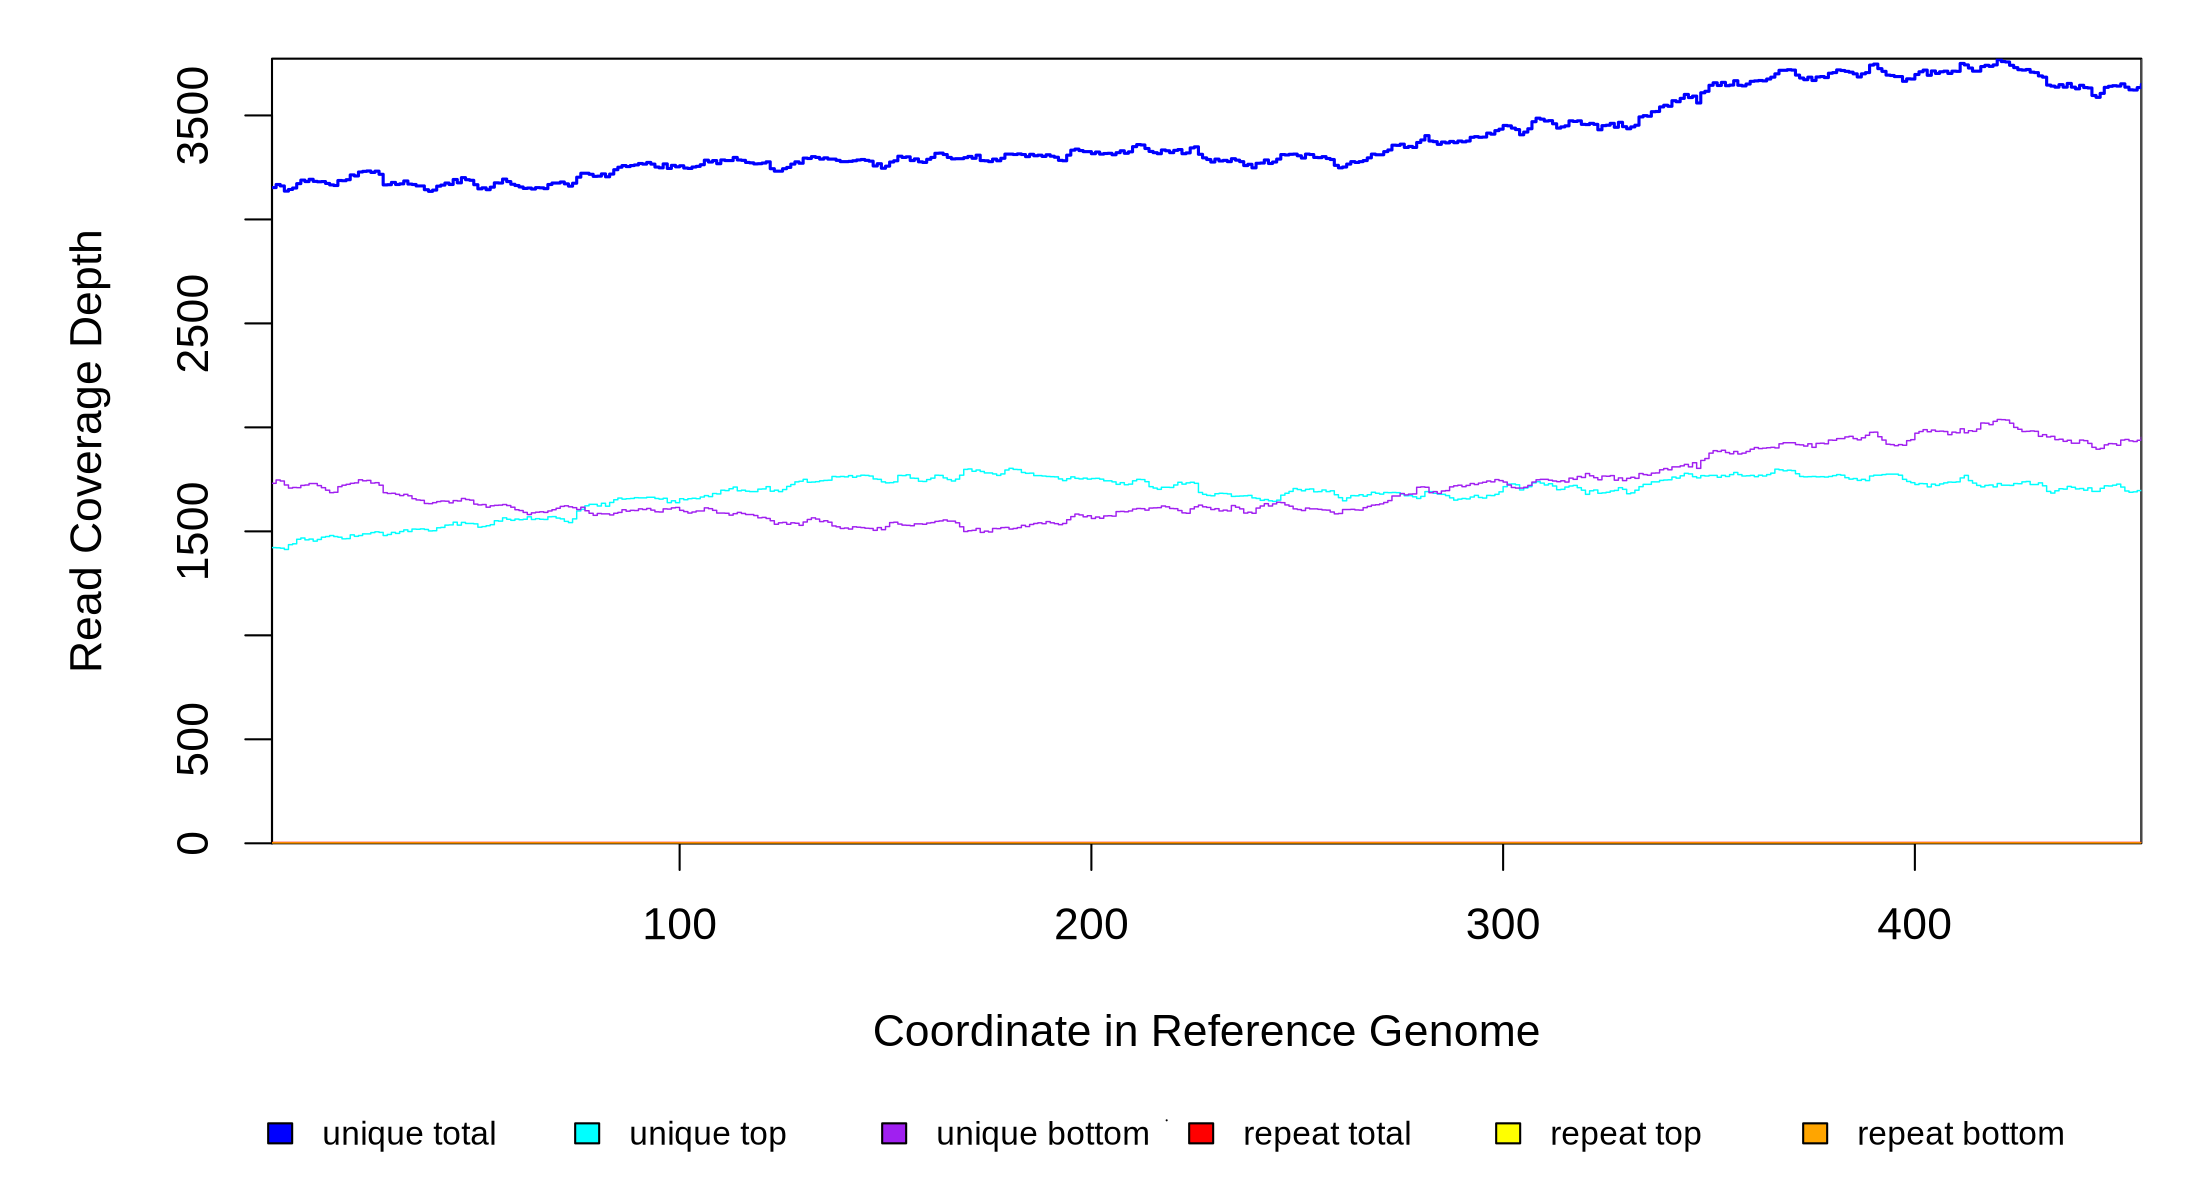 3500
2500
1500
500
0
Read Coverage Depth
100 200 300 400
Coordinate in Reference Genome
unique total unique top unique bottom repeat total repeat top repeat bottom